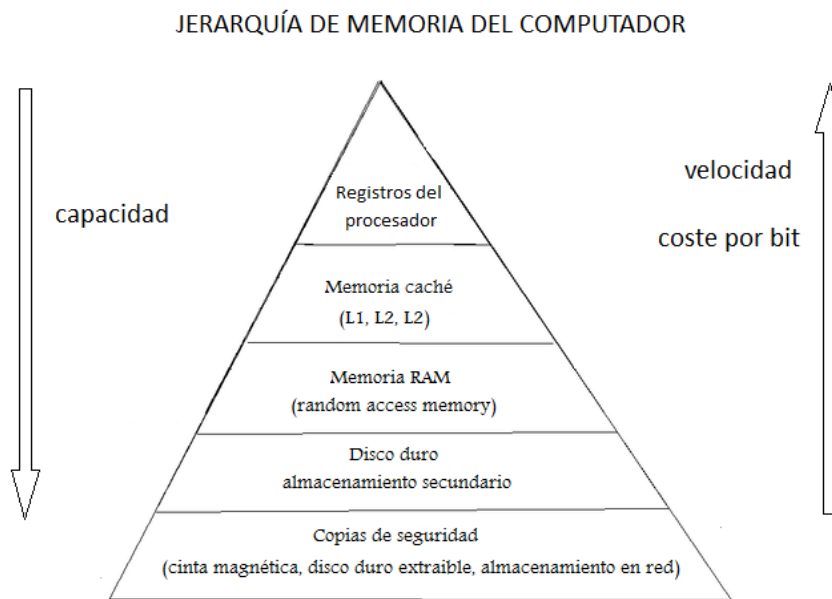 JERARQUÍA DE MEMORIA DEL COMPUTADOR
capacidad
velocidad
coste por bit
Registros del
procesador
Memoria caché
(L1, L2, L2)
Memoria RAM
(random access memory)
Disco duro
almacenamiento secundario
Copias de seguridad
(cinta magnética, disco duro extraible, almacenamiento en red)